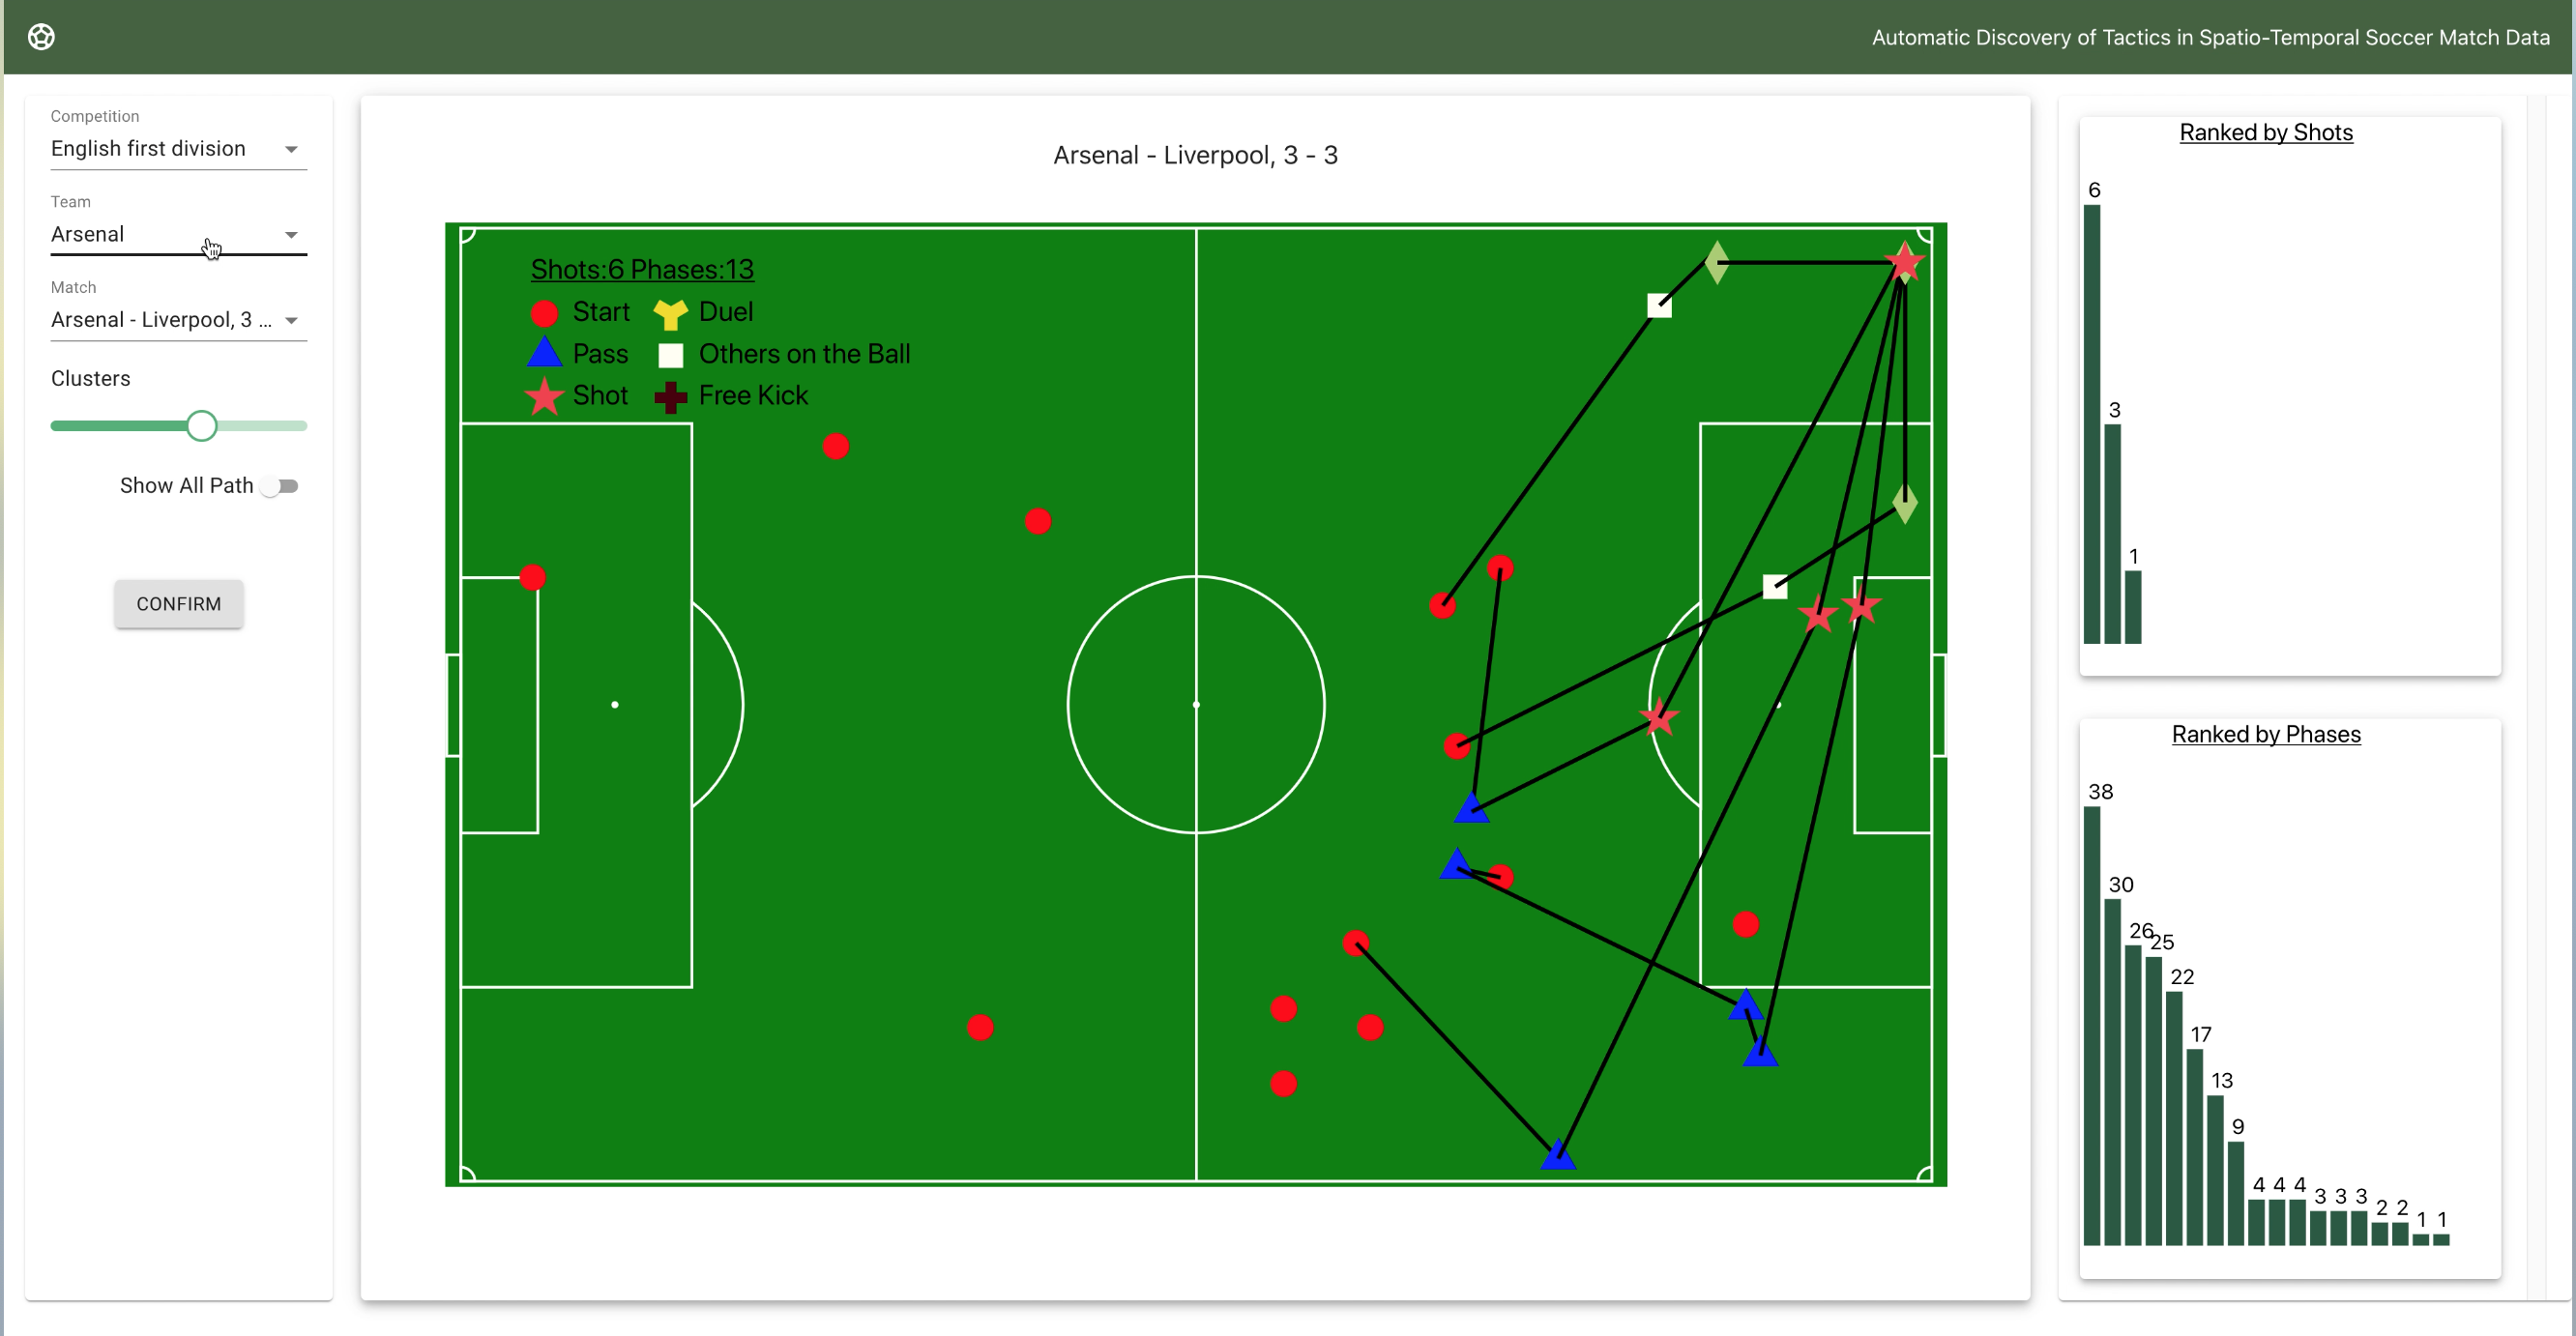 Automatic Discovery of Tactics in Spatio-Temporal Soccer Match Data
Competition
English first division
Team
Arsenal
Match
Arsenal - Liverpool, 3 ...
Clusters
Show All Path
CONFIRM
Arsenal - Liverpool, 3 - 3
Shots:6 Phases:13
Start
Duel
Pass
Others on the Ball
Shot
Free Kick
Ranked by Shots
6
3
1
Ranked by Phases
38
30
26
25
22
17
13
9
4 4 4
3 3 3
2 2
1 1